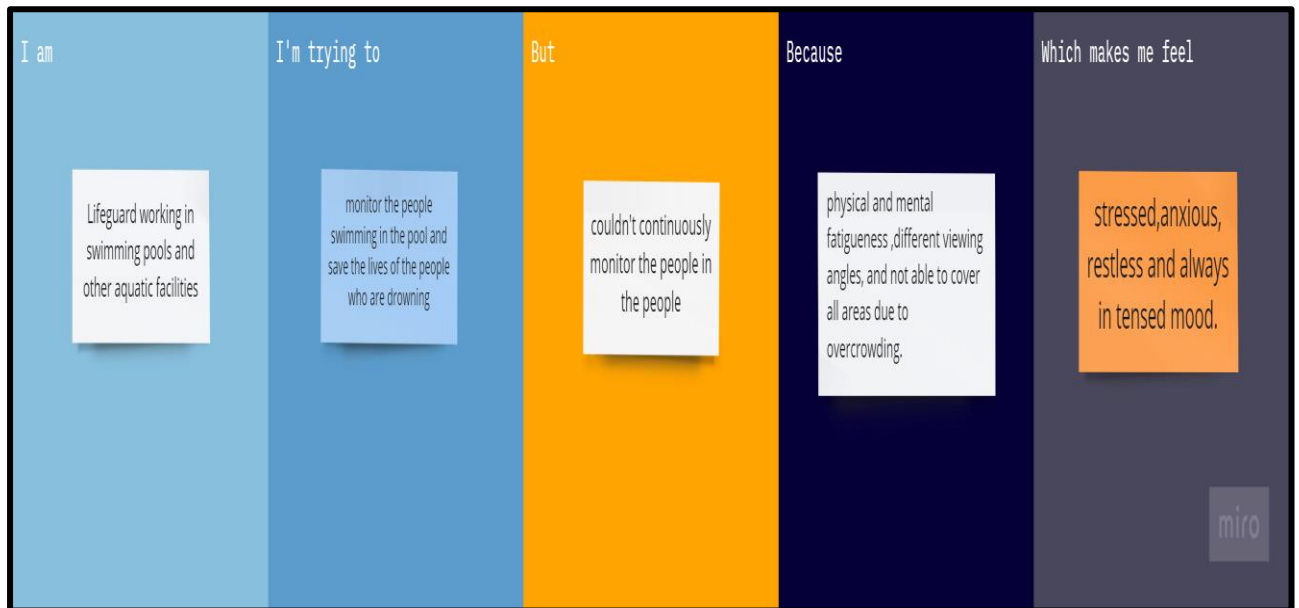 I am
Lifeguard working in
swimming pools and
other aquatic facilities
I'm trying to
monitor the people
swimming in the pool and
save the lives of the people
who are drowning
But
couldn't continuously
monitor the people in
the people
Because
physical and mental
fatigueness ,different viewing
angles, and not able to cover
all areas due to
overcrowding.
Which makes me feel
stressed,anxious,
restless and always
in tensed mood.
miro